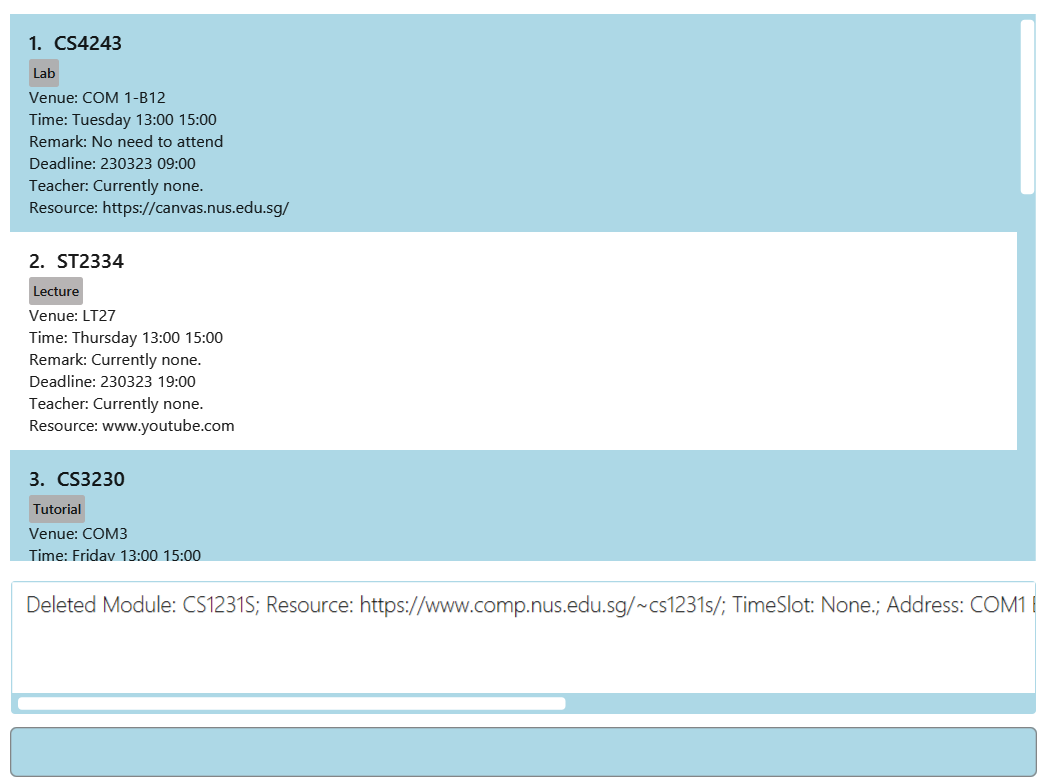 1. CS4243
Lab
Venue: COM 1-B12
Time: Tuesday 13:00 15:00
Remark: No need to attend
Deadline: 230323 09:00
Teacher: Currently none.
Resource: https://canvas.nus.edu.sg/
2. ST2334
Lecture
Venue: LT27
Time: Thursday 13:00 15:00
Remark: Currently none.
Deadline: 230323 19:00
Teacher: Currently none.
Resource: www.youtube.com
3. CS3230
Tutorial
Venue: COM3
Time: Friday 13:00 15:00
Deleted Module: CS1231S; Resource: https://www.comp.nus.edu.sg/~cs1231s/; TimeSlot: None.; Address: COM1